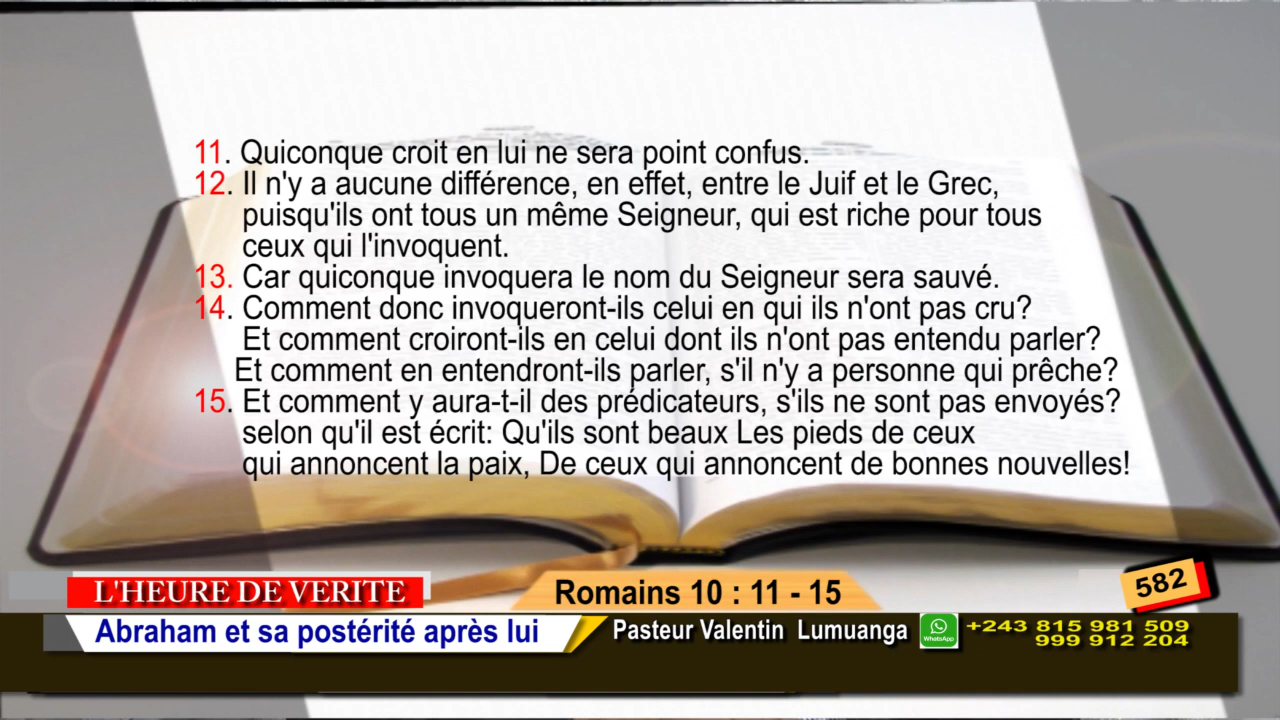 11. Quiconque croit en lui ne sera point confus.
12. Il n'y a aucune différence, en effet, entre le Juif et le Grec,
puisqu'ils ont tous un même Seigneur, qui est riche pour tous
ceux qui l'invoquent.
13. Car quiconque invoquera le nom du Seigneur sera sauvé.
14. Comment donc invoqueront-ils celui en qui ils n'ont pas cru?
Et comment croiront-ils en celui dont ils n'ont pas entendu parler?
Et comment en entendront-ils parler, s'il n'y a personne qui prêche?
15. Et comment y aura-t-il des prédicateurs, s'ils ne sont pas envoyés?
selon qu'il est écrit: Qu'ils sont beaux Les pieds de ceux
qui annoncent la paix, De ceux qui annoncent de bonnes nouvelles!
L'HEURE DE VERITE
Romains 10 : 11 - 15
582
Abraham et sa postérité après lui
Pasteur Valentin Lumuanga
WhatsApp
+243 815 981 509
999 912 204